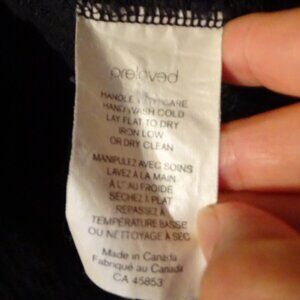 preloved
HANDLE WITH CARE
HAND WASH COLD
LAY FLAT TO DRY
IRON LOW
OR DRY CLEAN
MANIPULEZ AVEC SOINS
LAVEZ À LA MAIN
À L'EAU FROIDE
SÉCHEZ À PLAT
REPASSEZ À
TEMPÉRATURE BASSE
OU NETTOYAGE À SEC
Made in Canada
Fabriqué au Canada
CA 45853